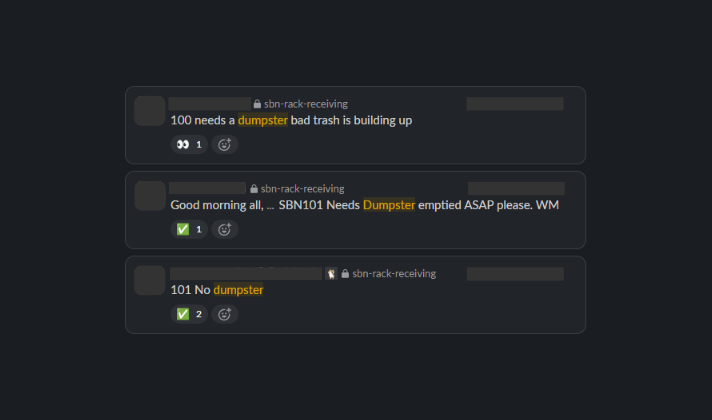 sbn-rack-receiving
100 needs a dumpster bad trash is building up
1
sbn-rack-receiving
Good morning all, ... SBN101 Needs Dumpster emptied ASAP please. WM
1
sbn-rack-receiving
101 No dumpster
2